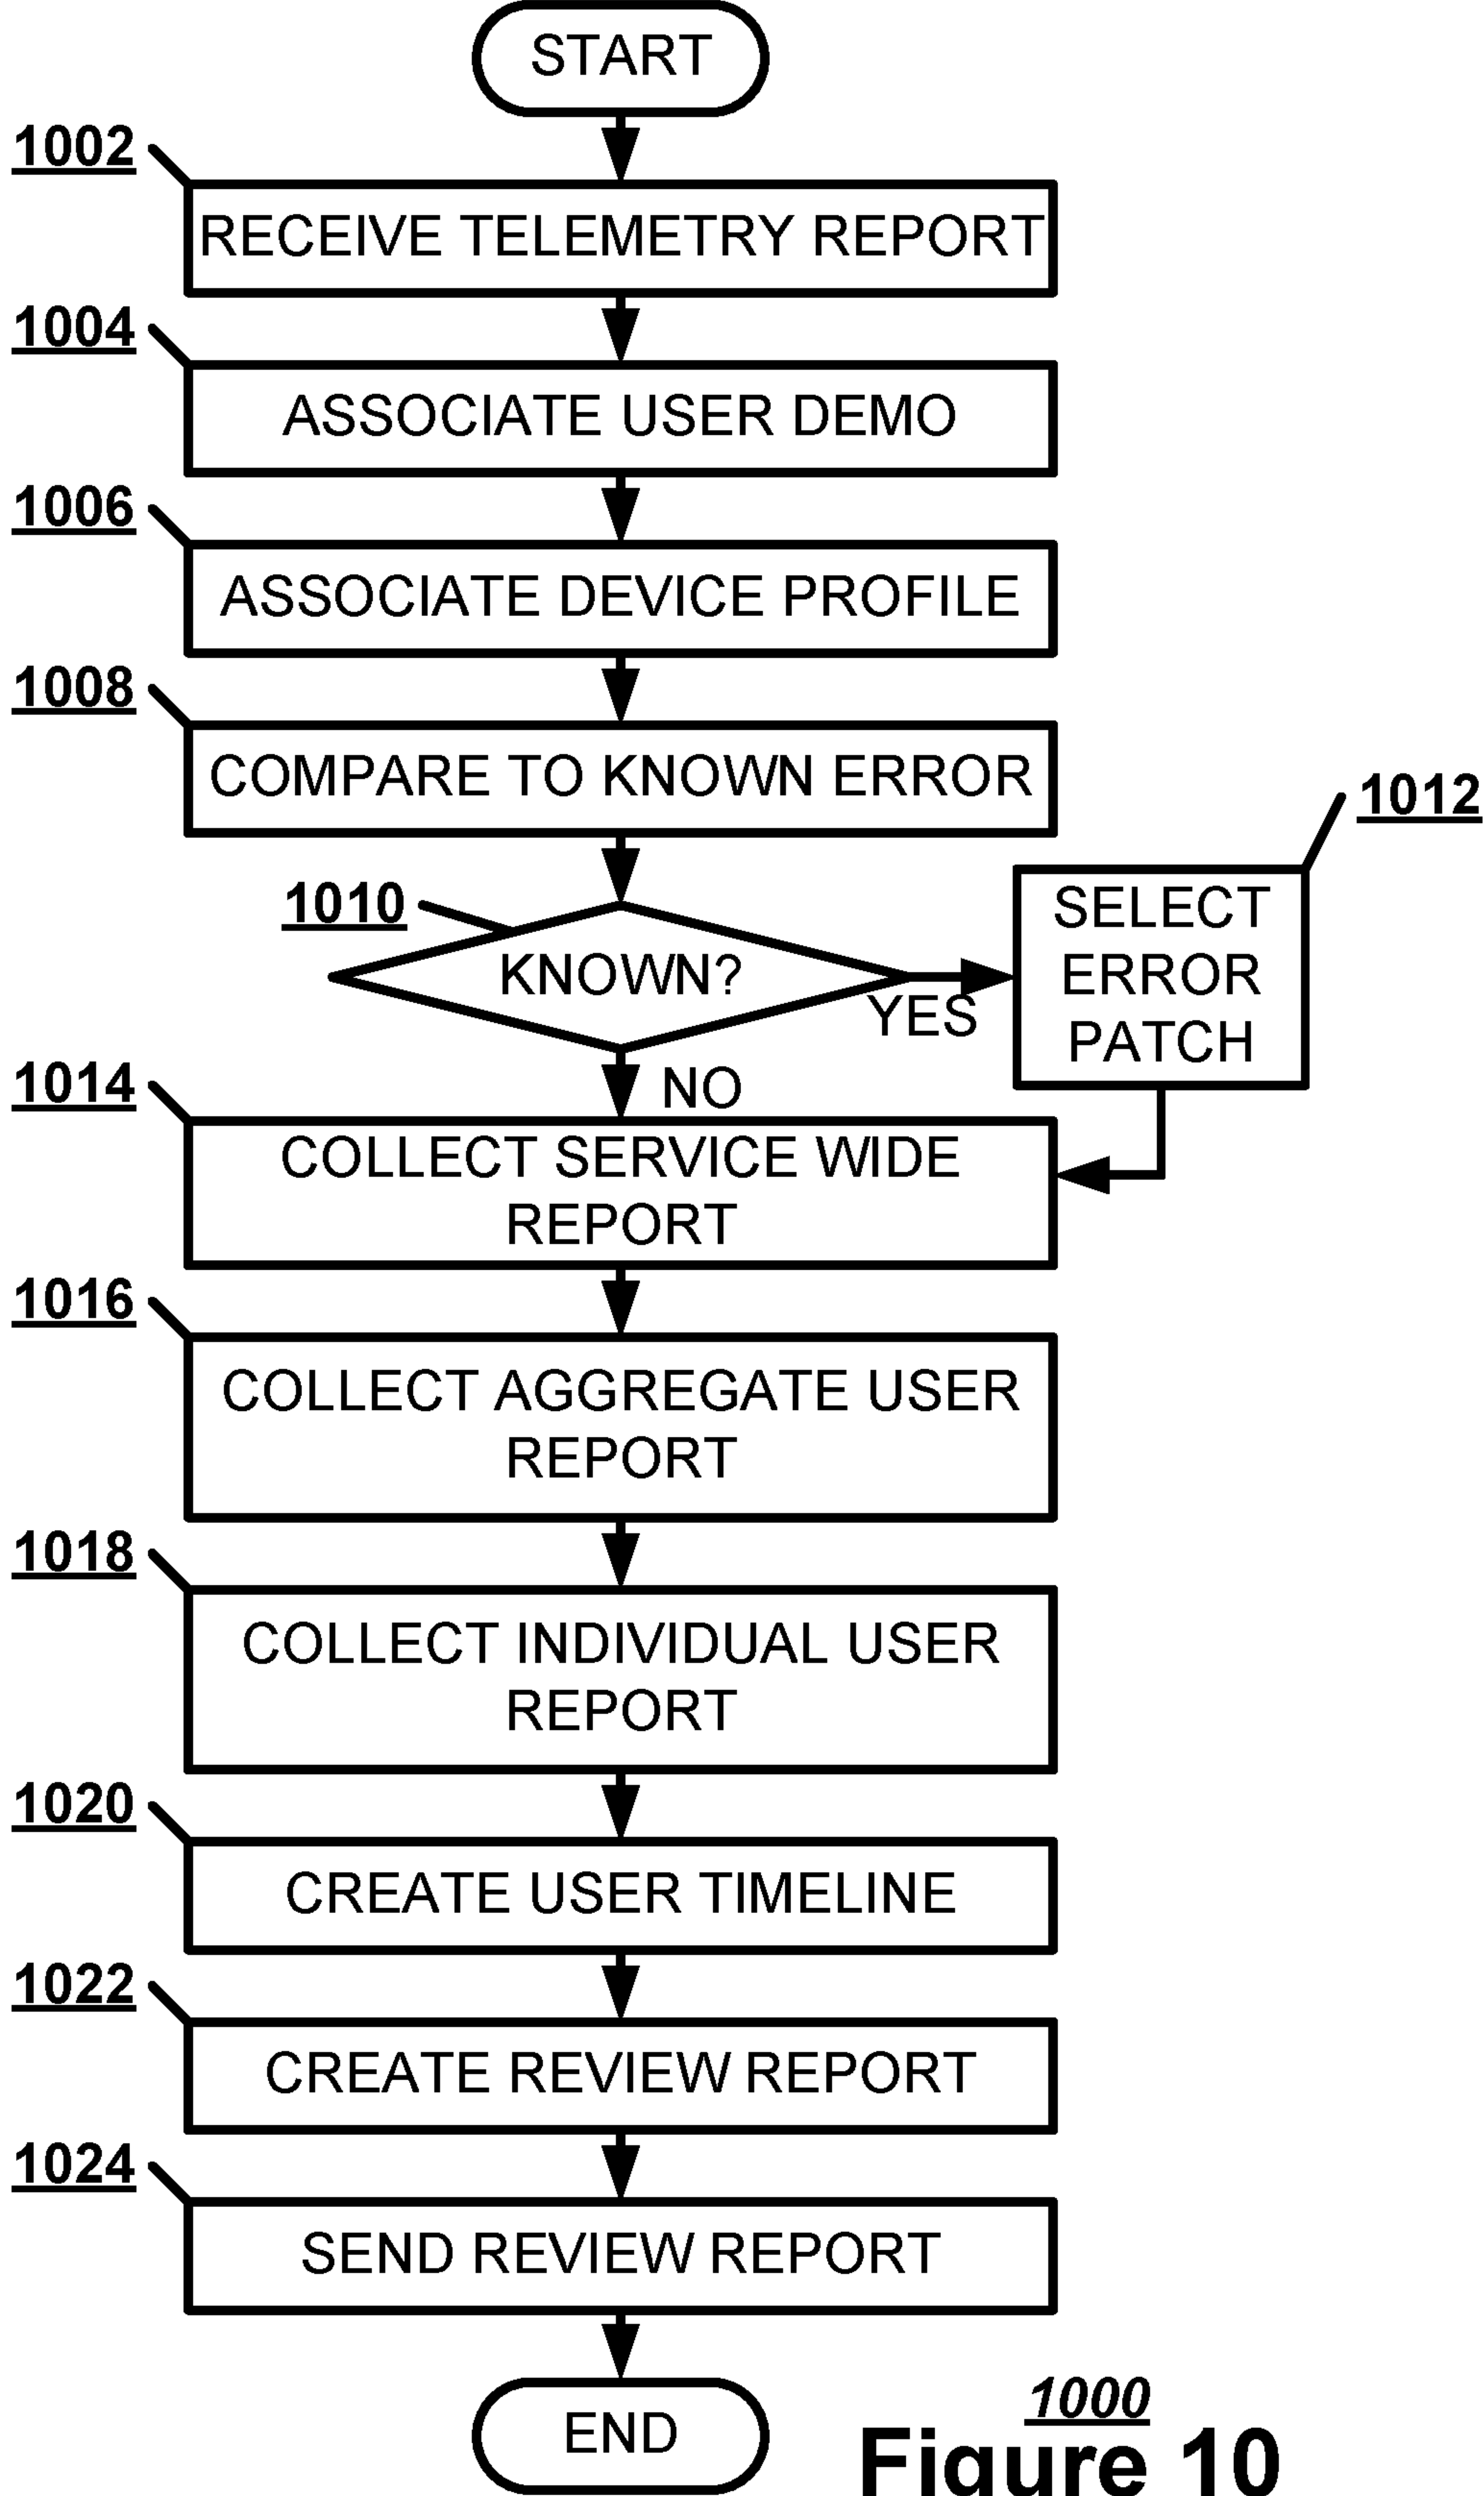 START
1002
RECEIVE TELEMETRY REPORT
1004
ASSOCIATE USER DEMO
1006
ASSOCIATE DEVICE PROFILE
1008
COMPARE TO KNOWN ERROR
1010
KNOWN?
YES
1012
SELECT
ERROR
PATCH
NO
1014
COLLECT SERVICE WIDE
REPORT
1016
COLLECT AGGREGATE USER
REPORT
1018
COLLECT INDIVIDUAL USER
REPORT
1020
CREATE USER TIMELINE
1022
CREATE REVIEW REPORT
1024
SEND REVIEW REPORT
END
1000
Figure 10